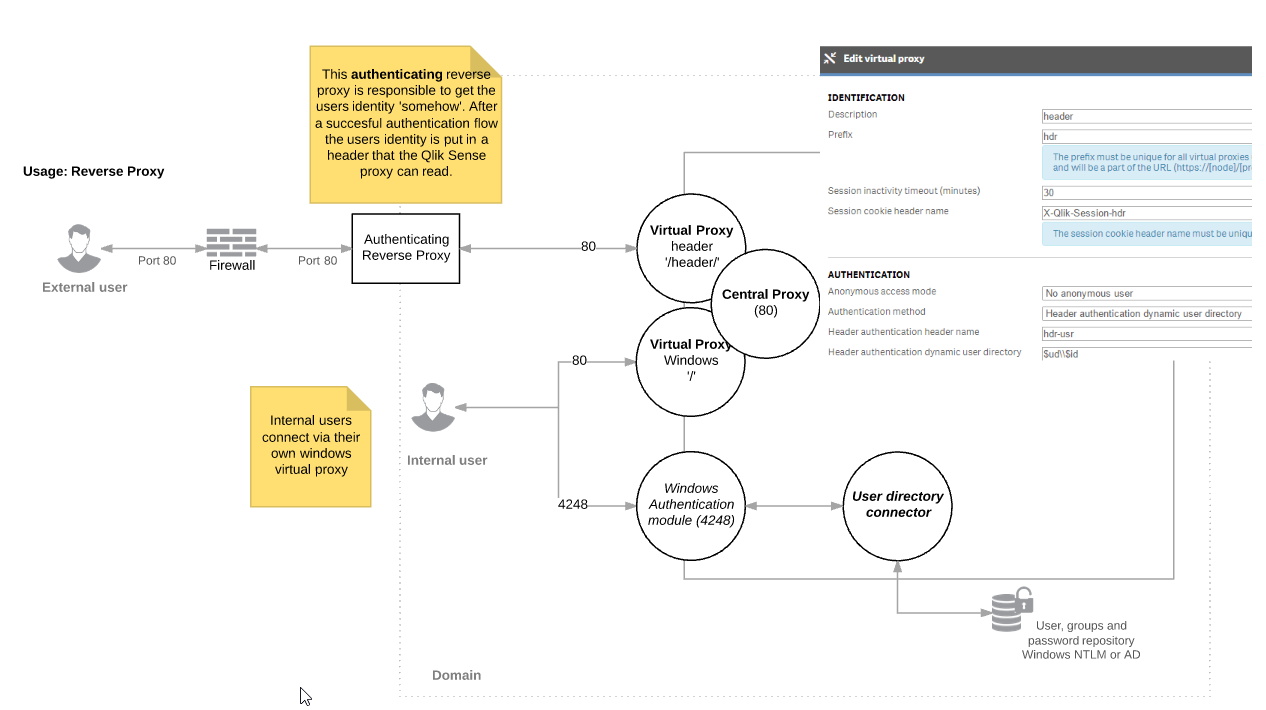 This authenticating reverse
proxy is responsible to get the
users identity 'somehow'. After
a succesful authentication flow
the users identity is put in a
header that the Qlik Sense
proxy can read.
Usage: Reverse Proxy
External user
Port 80
Firewall
Port 80
Authenticating
Reverse Proxy
80
Virtual Proxy
header
'/header/'
Central Proxy
(80)
Virtual Proxy
Windows
'/'
80
Internal users
connect via their
own windows
virtual proxy
Internal user
4248
Windows
Authentication
module (4248)
User directory
connector
User, groups and
password repository
Windows NTLM or AD
Domain
Edit virtual proxy
IDENTIFICATION
Description
header
Prefix
hdr
The prefix must be unique for all virtual proxies
and will be a part of the URL (https://[node]/[pr
Session inactivity timeout (minutes)
30
Session cookie header name
X-Qlik-Session-hdr
The session cookie header name must be uniqu
AUTHENTICATION
Anonymous access mode
No anonymous user
Authentication method
Header authentication dynamic user directory
Header authentication header name
hdr-usr
Header authentication dynamic user directory
$ud\\$id